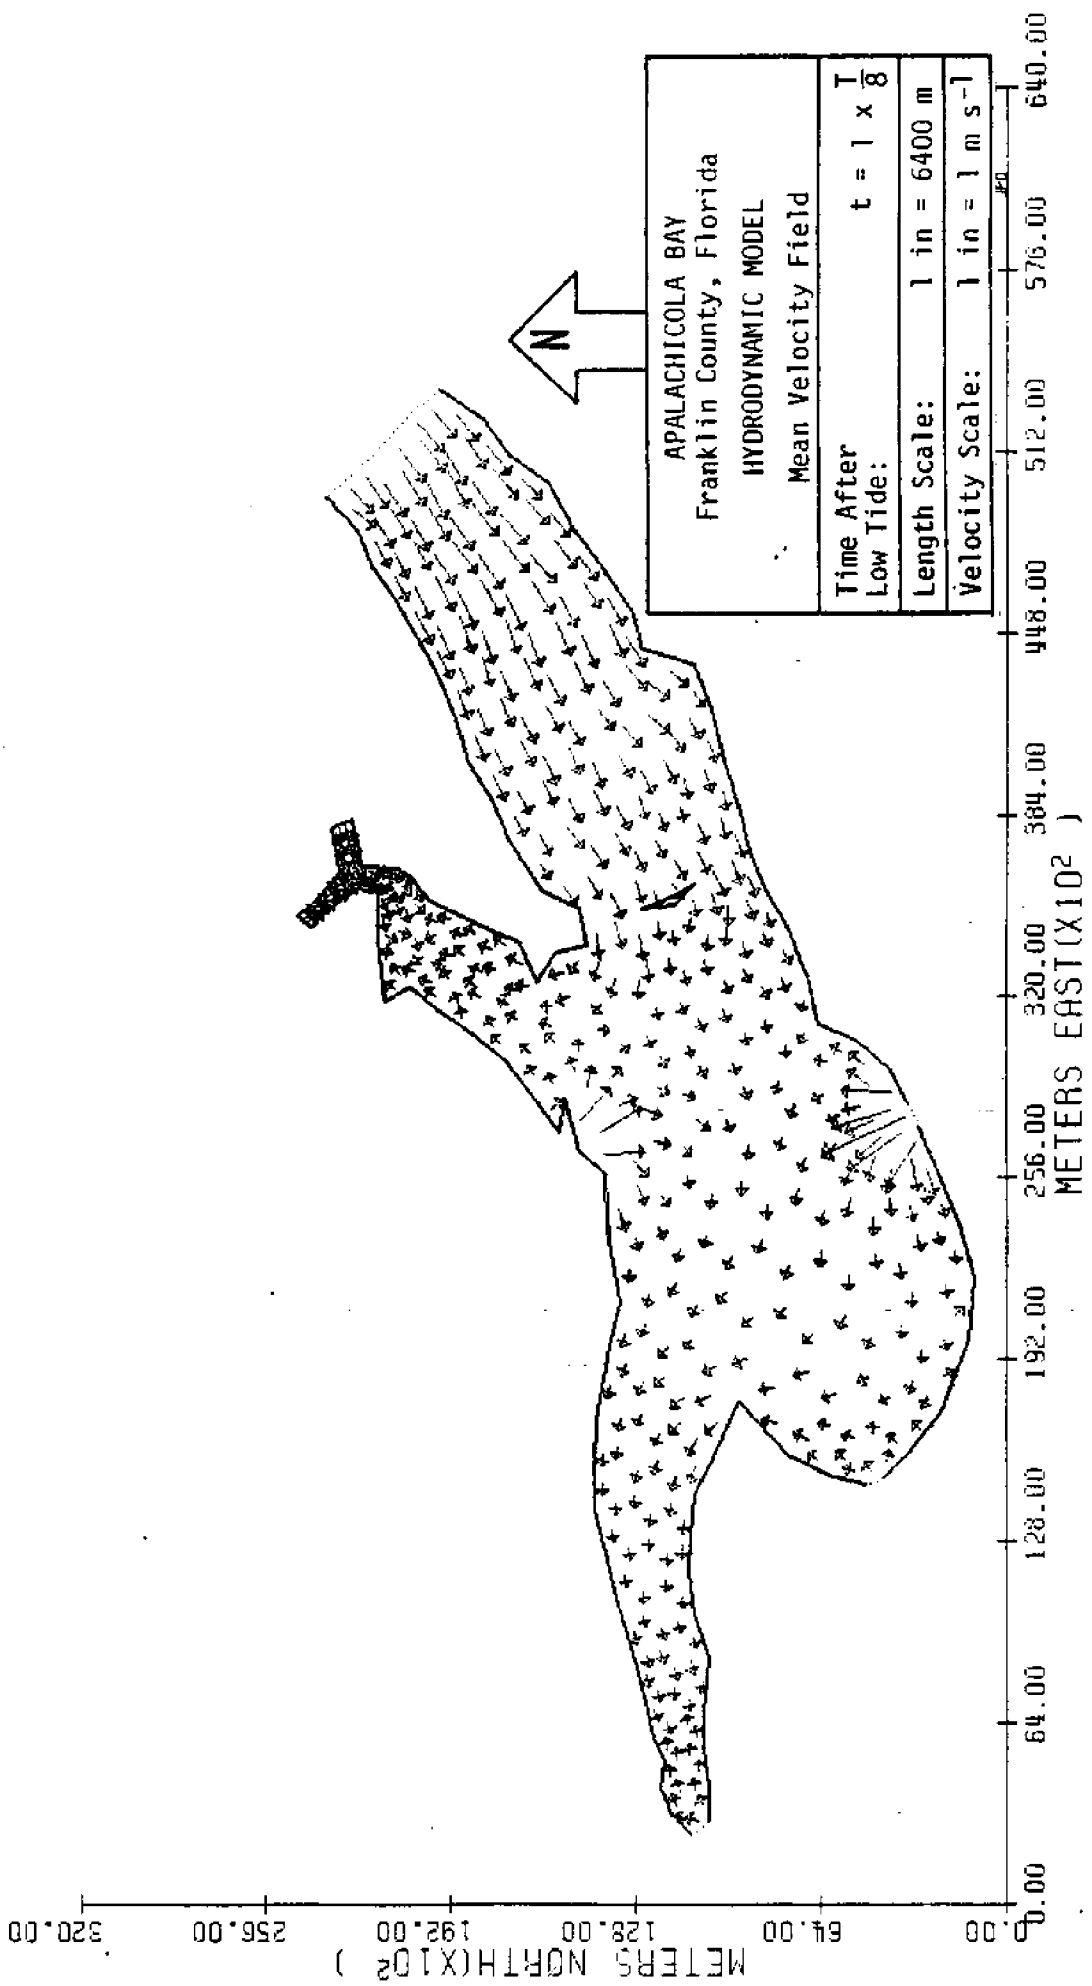 N
APALACHICOLA BAY
Franklin County, Florida
HYDRODYNAMIC MODEL
Mean Velocity Field
Time After
Low Tide: t = 1 x T/8
Length Scale: 1 in = 6400 m
Velocity Scale: 1 in = 1 m s⁻¹
320.00
256.00
192.00
128.00
64.00
0.00
METERS NORTH(X10²)
0.00 64.00 128.00 192.00 256.00 320.00 384.00 448.00 512.00 576.00 640.00
METERS EAST(X10²)